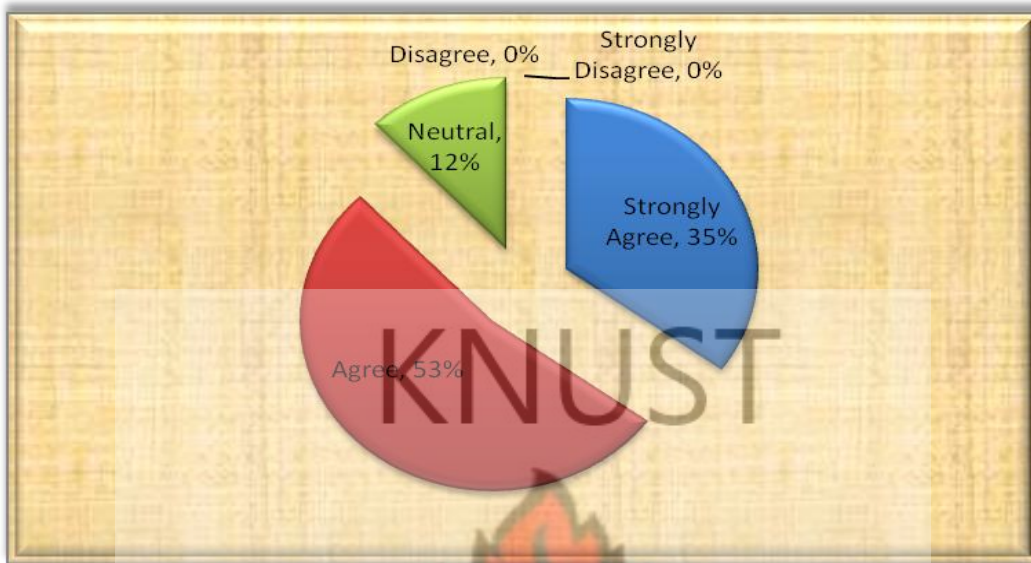 Disagree, 0%
Strongly
Disagree, 0%
Neutral,
12%
Strongly
Agree, 35%
Agree, 53%
KNUST